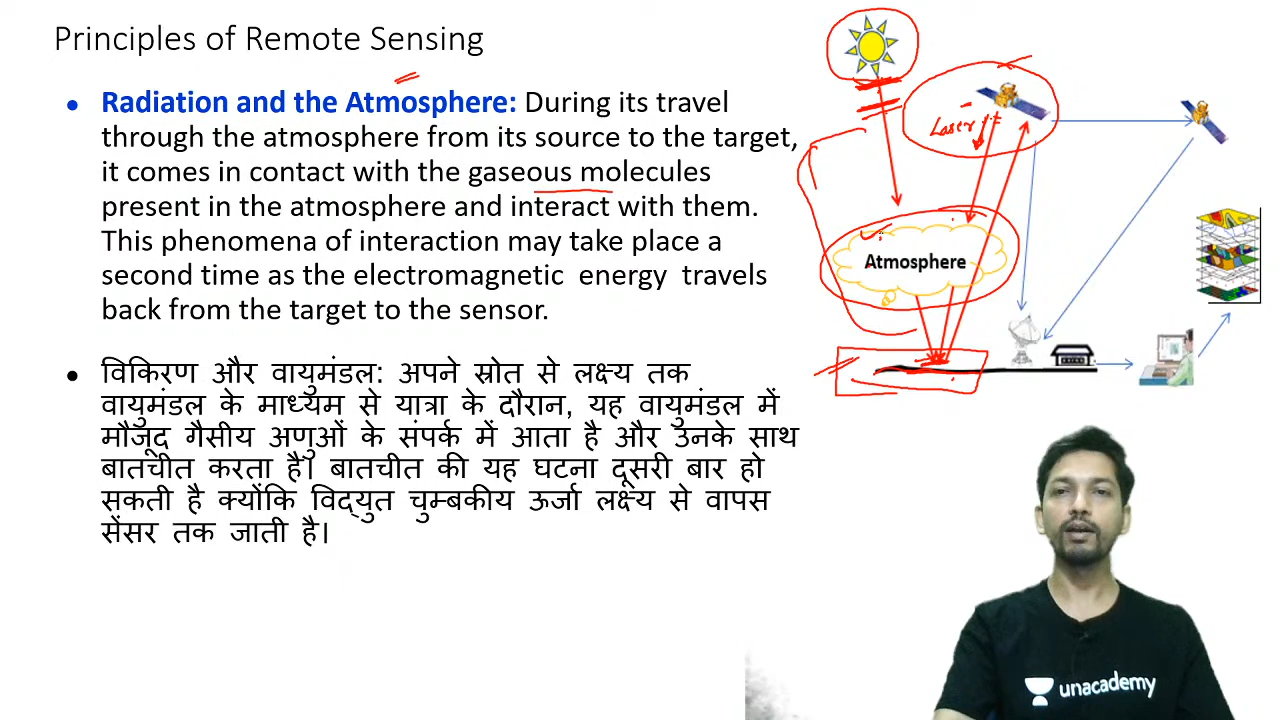 Principles of Remote Sensing
• Radiation and the Atmosphere: During its travel
through the atmosphere from its source to the target,
it comes in contact with the gaseous molecules
present in the atmosphere and interact with them.
This phenomena of interaction may take place a
second time as the electromagnetic energy travels
back from the target to the sensor.
• विकिरण और वायुमंडल: अपने स्रोत से लक्ष्य तक
वायुमंडल के माध्यम से यात्रा के दौरान, यह वायुमंडल में
मौजूद गैसीय अणुओं के संपर्क में आता है और उनके साथ
बातचीत करता है। बातचीत की यह घटना दूसरी बार हो
सकती है क्योंकि विद्युत चुम्बकीय ऊर्जा लक्ष्य से वापस
सेंसर तक जाती है।
Laser
Atmosphere
unacademy